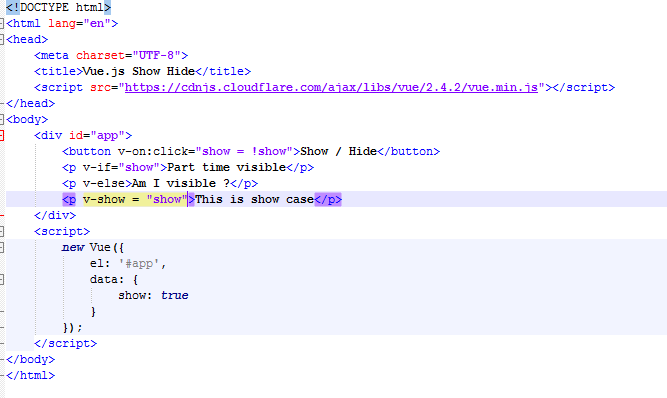 <!DOCTYPE html>
<html lang="en">
<head>
    <meta charset="UTF-8">
    <title>Vue.js Show Hide</title>
    <script src="https://cdnjs.cloudflare.com/ajax/libs/vue/2.4.2/vue.min.js"></script>
</head>
<body>
    <div id="app">
        <button v-on:click="show = !show">Show / Hide</button>
        <p v-if="show">Part time visible</p>
        <p v-else>Am I visible ?</p>
        <p v-show = "show">This is show case</p>
    </div>
    <script>
        new Vue({
            el: '#app',
            data: {
                show: true
            }
        });
    </script>
</body>
</html>